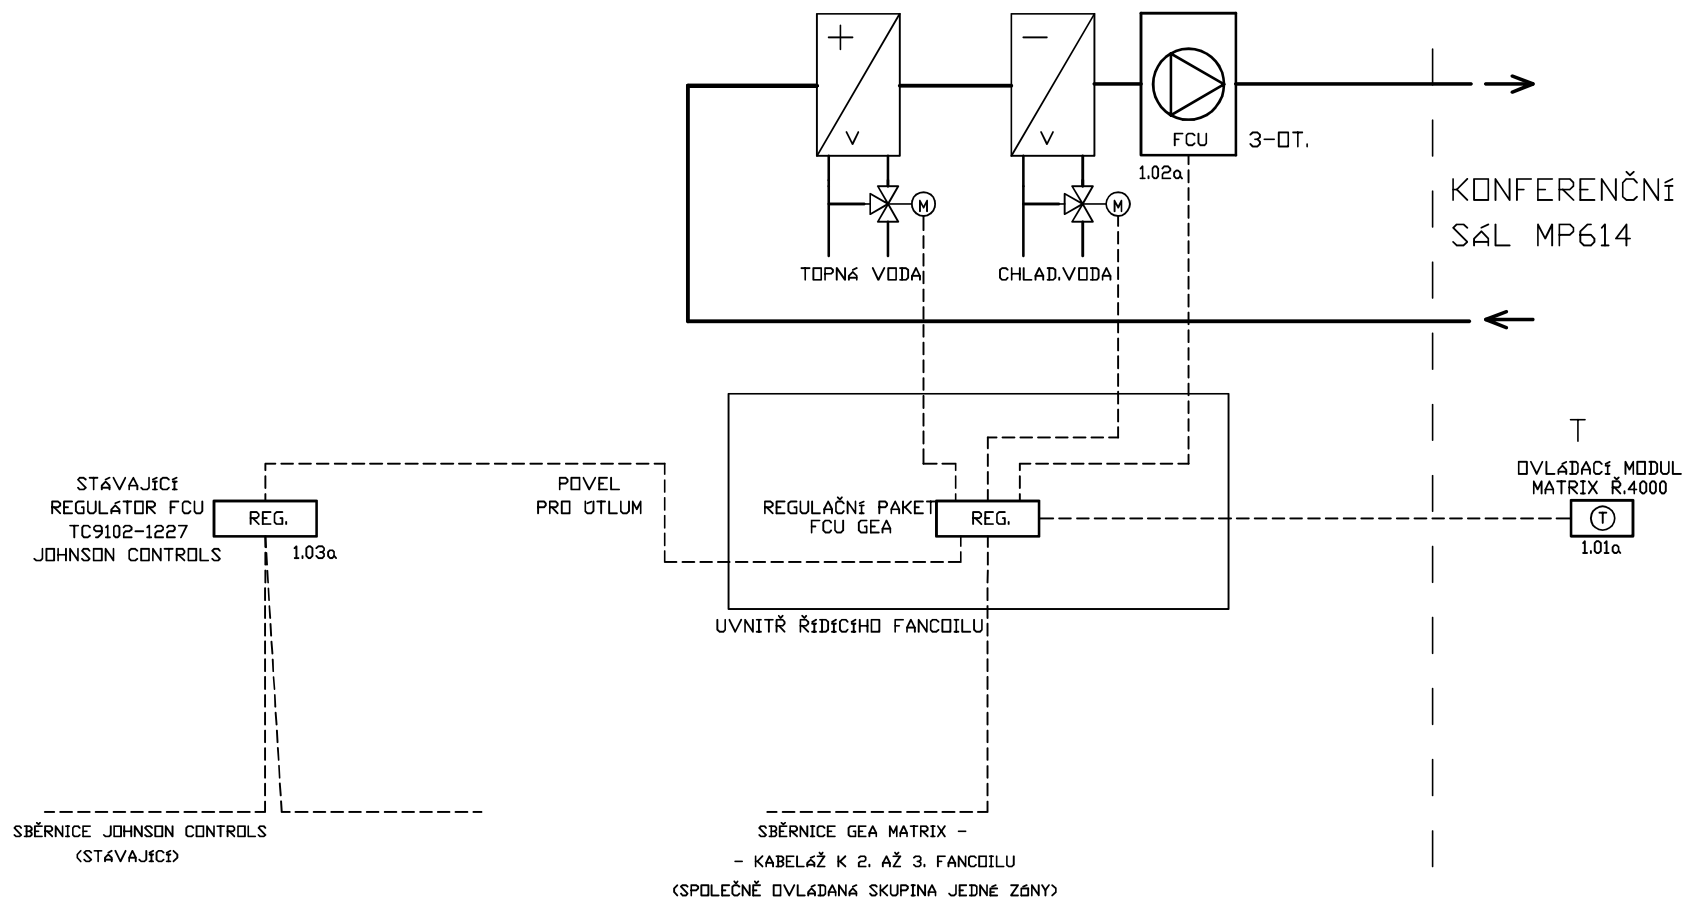 V
V
FCU
3-OT.
1.02a
M
M
TOPNÁ VODA
CHLAD.VODA
KONFERENČNÍ
SÁL MP614
T
OVLÁDACÍ MODUL
MATRIX Ř.4000
T
1.01a
STÁVAJÍCÍ
REGULÁTOR FCU
TC9102-1227
JOHNSON CONTROLS
REG.
1.03a
POVEL
PRO ÚTLUM
REGULAČNÍ PAKET
FCU GEA
REG.
UVNITŘ ŘÍDÍCÍHO FANCOILU
SBĚRNICE JOHNSON CONTROLS
(STÁVAJÍCÍ)
SBĚRNICE GEA MATRIX -
- KABELÁŽ K 2. AŽ 3. FANCOILU
(SPOLEČNĚ OVLÁDANÁ SKUPINA JEDNÉ ZÓNY)